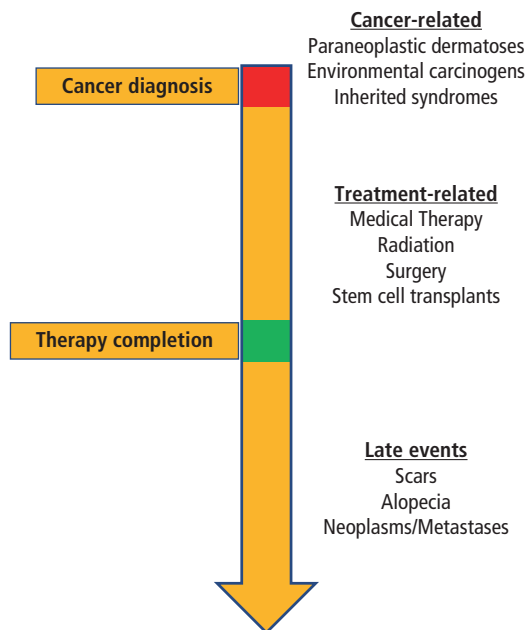 Cancer-related
Paraneoplastic dermatoses
Environmental carcinogens
Inherited syndromes
Cancer diagnosis
Treatment-related
Medical Therapy
Radiation
Surgery
Stem cell transplants
Therapy completion
Late events
Scars
Alopecia
Neoplasms/Metastases